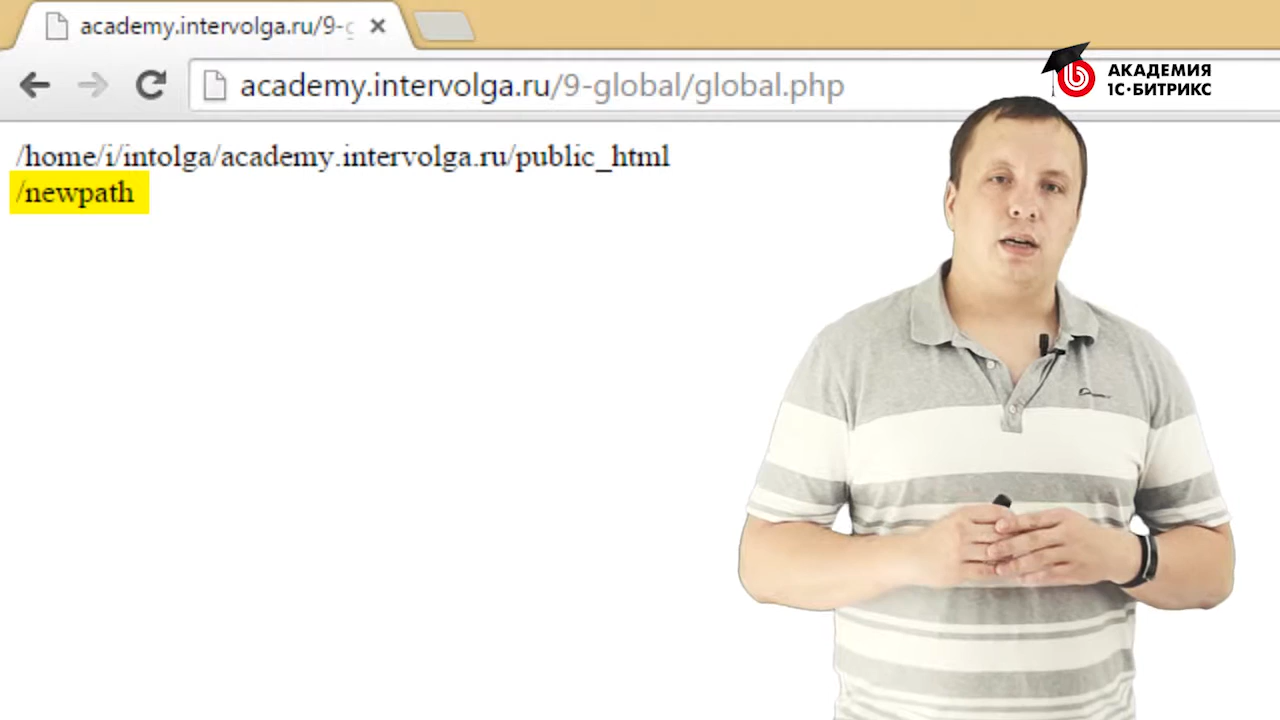 academy.intervolga.ru/9-g
academy.intervolga.ru/9-global/global.php
АКАДЕМИЯ
1С·БИТРИКС
/home/i/intolga/academy.intervolga.ru/public_html
/newpath